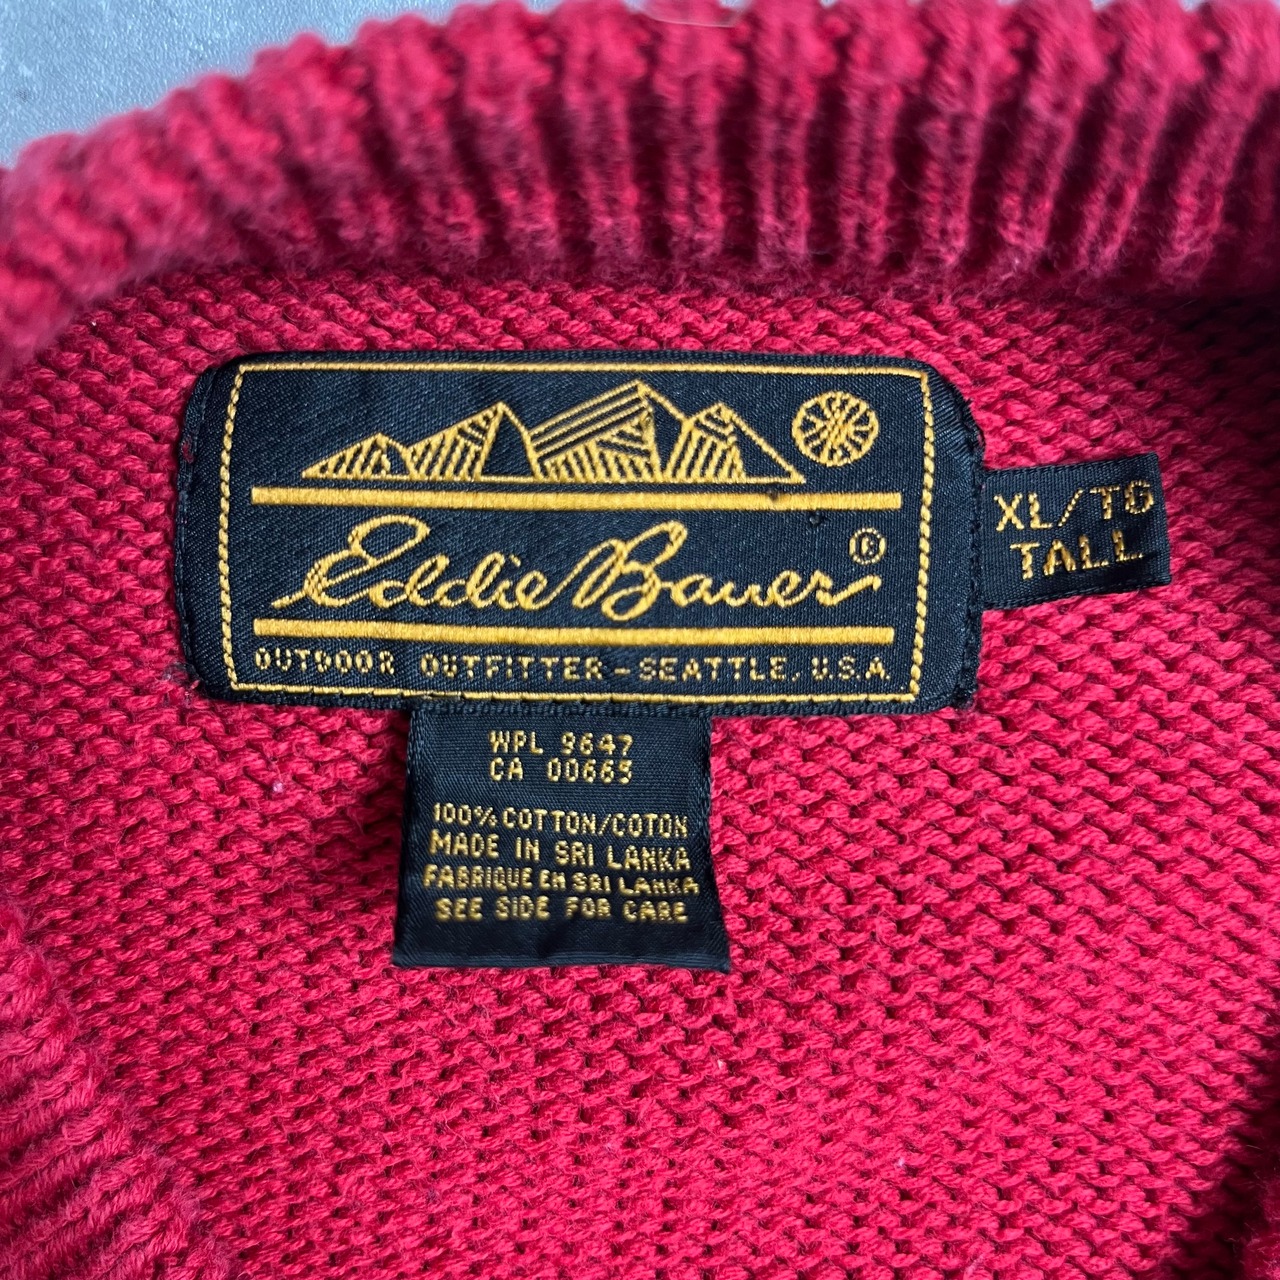 Eddie Bauer®
OUTDOOR OUTFITTER - SEATTLE, U.S.A.
XL/TG
TALL
WPL 9647
CA 00665
100% COTTON/COTON
MADE IN SRI LANKA
FABRIQUE EN SRI LANKA
SEE SIDE FOR CARE